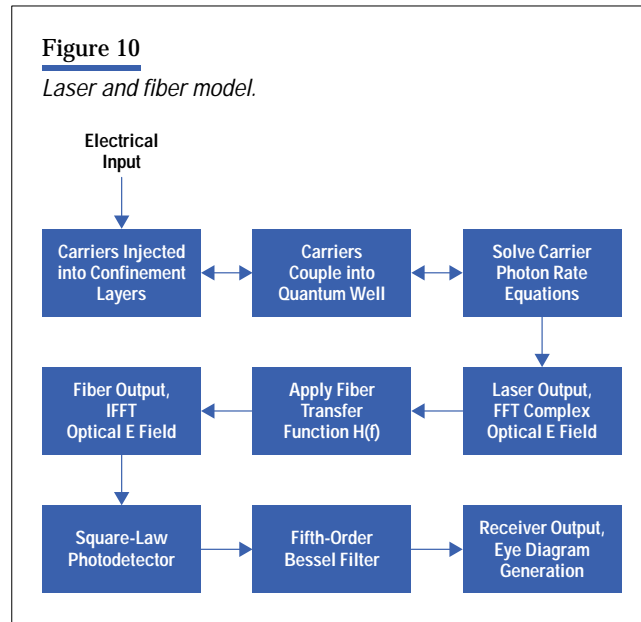 Figure 10
Laser and fiber model.
Electrical
Input
Carriers Injected
into Confinement
Layers
Carriers
Couple into
Quantum Well
Solve Carrier
Photon Rate
Equations
Laser Output,
FFT Complex
Optical E Field
Apply Fiber
Transfer
Function H(f)
Fiber Output,
IFFT
Optical E Field
Square-Law
Photodetector
Fifth-Order
Bessel Filter
Receiver Output,
Eye Diagram
Generation